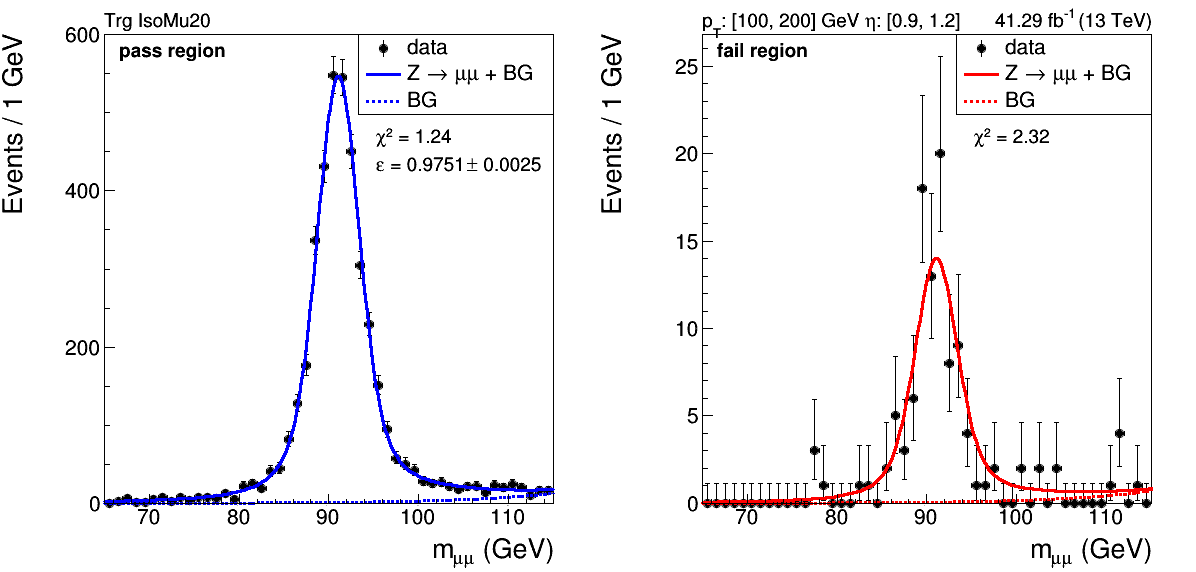 Trg IsoMu20
pass region
data
Z → μμ + BG
BG
χ² = 1.24
ε = 0.9751 ± 0.0025
Events / 1 GeV
600
400
200
0
70 80 90 100 110
mμμ (GeV)
pT: [100, 200] GeV η: [0.9, 1.2] 41.29 fb⁻¹ (13 TeV)
fail region
data
Z → μμ + BG
BG
χ² = 2.32
Events / 1 GeV
25
20
15
10
5
0
70 80 90 100 110
mμμ (GeV)